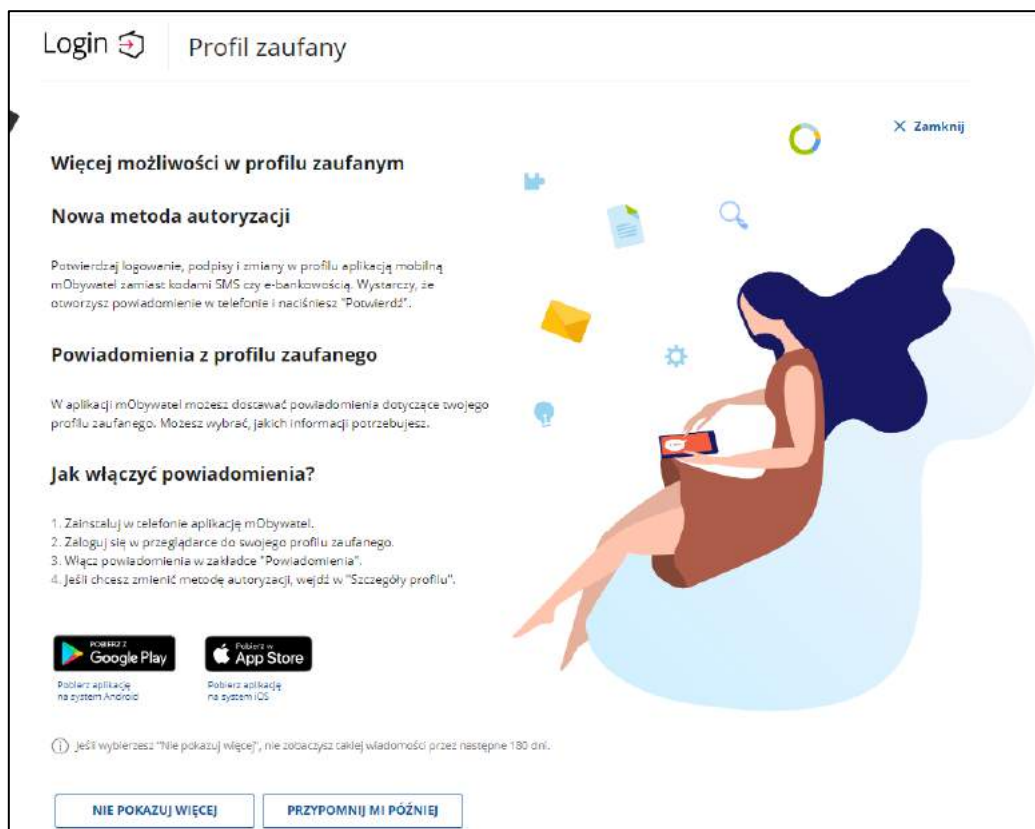 Login
Profil zaufany
Zamknij
Więcej możliwości w profilu zaufanym
Nowa metoda autoryzacji
Potwierdzaj logowanie, podpisy i zmiany w profilu aplikacją mobilną
mObywatel zamiast kodami SMS czy e-bankowością. Wystarczy, że
otworzysz powiadomienie w telefonie i naciśniesz "Potwierdź".
Powiadomienia z profilu zaufanego
W aplikacji mObywatel możesz dostawać powiadomienia dotyczące twojego
profilu zaufanego. Możesz wybrać, jakich informacji potrzebujesz.
Jak włączyć powiadomienia?
1. Zainstaluj w telefonie aplikację mObywatel.
2. Zaloguj się w przeglądarce do swojego profilu zaufanego.
3. Włącz powiadomienia w zakładce "Powiadomienia".
4. Jeśli chcesz zmienić metodę autoryzacji, wejdź w "Szczegóły profilu".
POBIERZ Z
Google Play
Pobierz w
App Store
Pobierz aplikację
na system Android
Pobierz aplikację
na system iOS
Jeśli wybierzesz "Nie pokazuj więcej", nie zobaczysz takiej wiadomości przez następne 180 dni.
NIE POKAZUJ WIĘCEJ
PRZYPOMNIJ MI PÓŹNIEJ